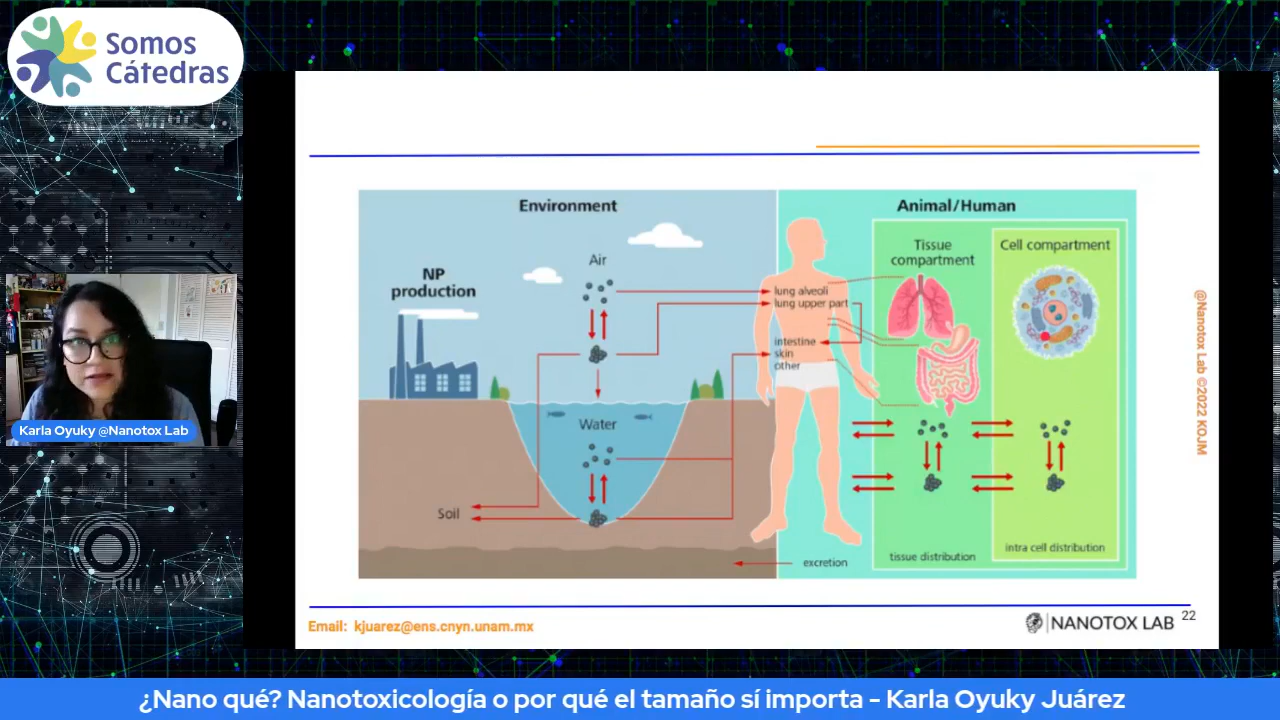 Somos
Cátedras
Environment
Animal/Human
Air
NP
production
Tissue
compartment
Cell compartment
lung alveoli
lung upper part
intestine
skin
other
Water
Soil
excretion
tissue distribution
intra cell distribution
@Nanotox Lab ©2022 KOJM
Karla Oyuky @Nanotox Lab
Email: kjuarez@ens.cnyn.unam.mx
NANOTOX LAB
22
¿Nano qué? Nanotoxicología o por qué el tamaño sí importa - Karla Oyuky Juárez